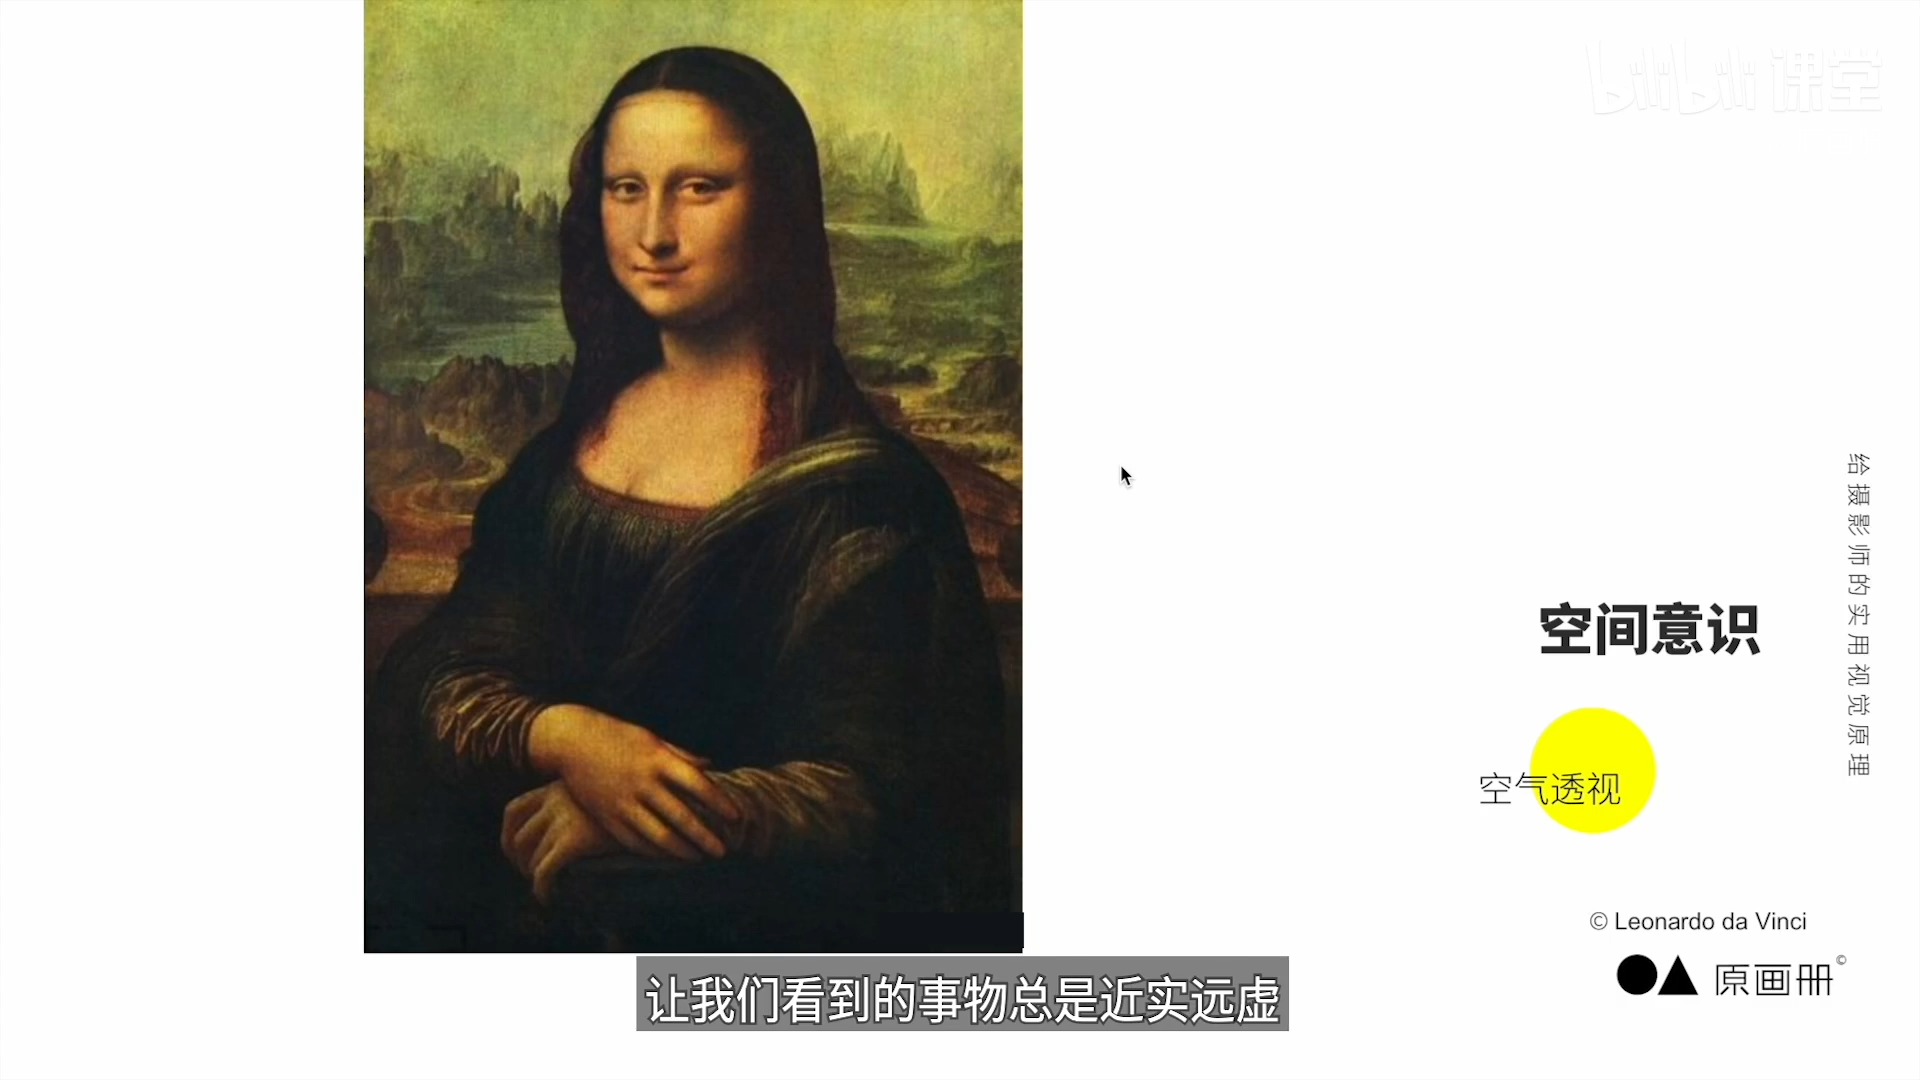 bilibili 课堂
给摄影师的实用视觉原理
空间意识
空气透视
© Leonardo da Vinci
原画册©
让我们看到的事物总是近实远虚